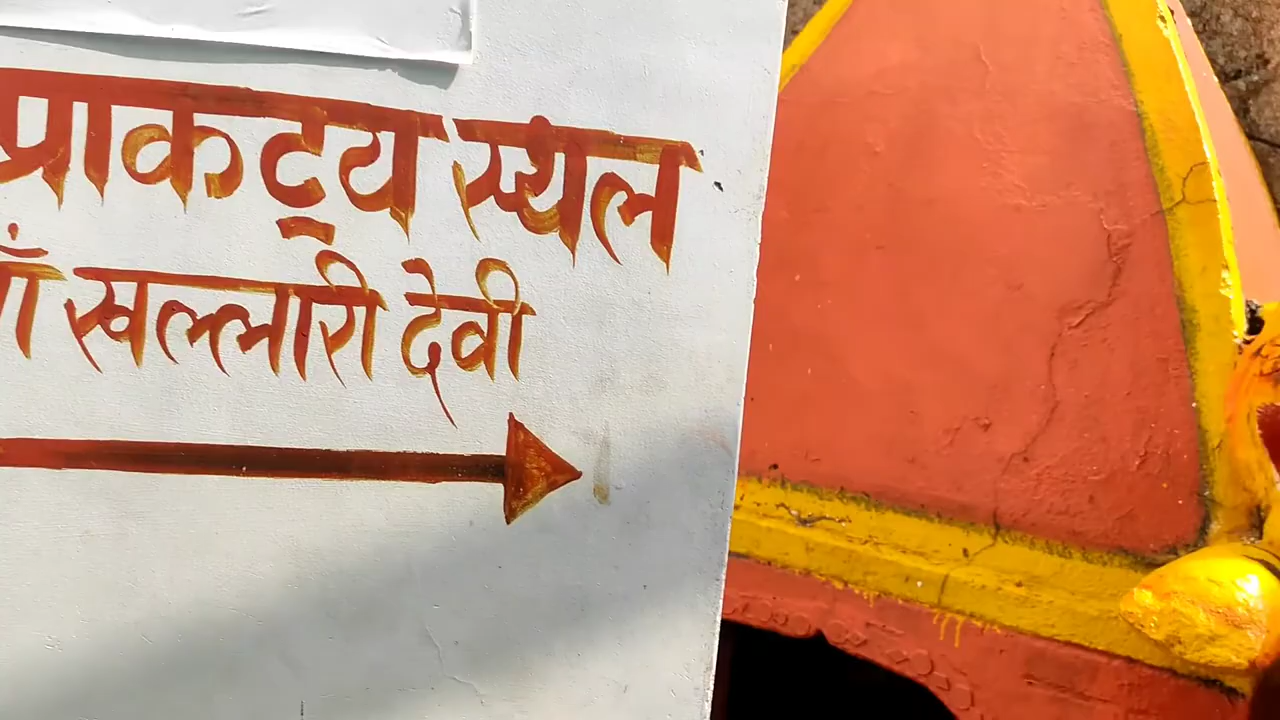 प्राकट्य स्थल
माँ खल्लारी देवी